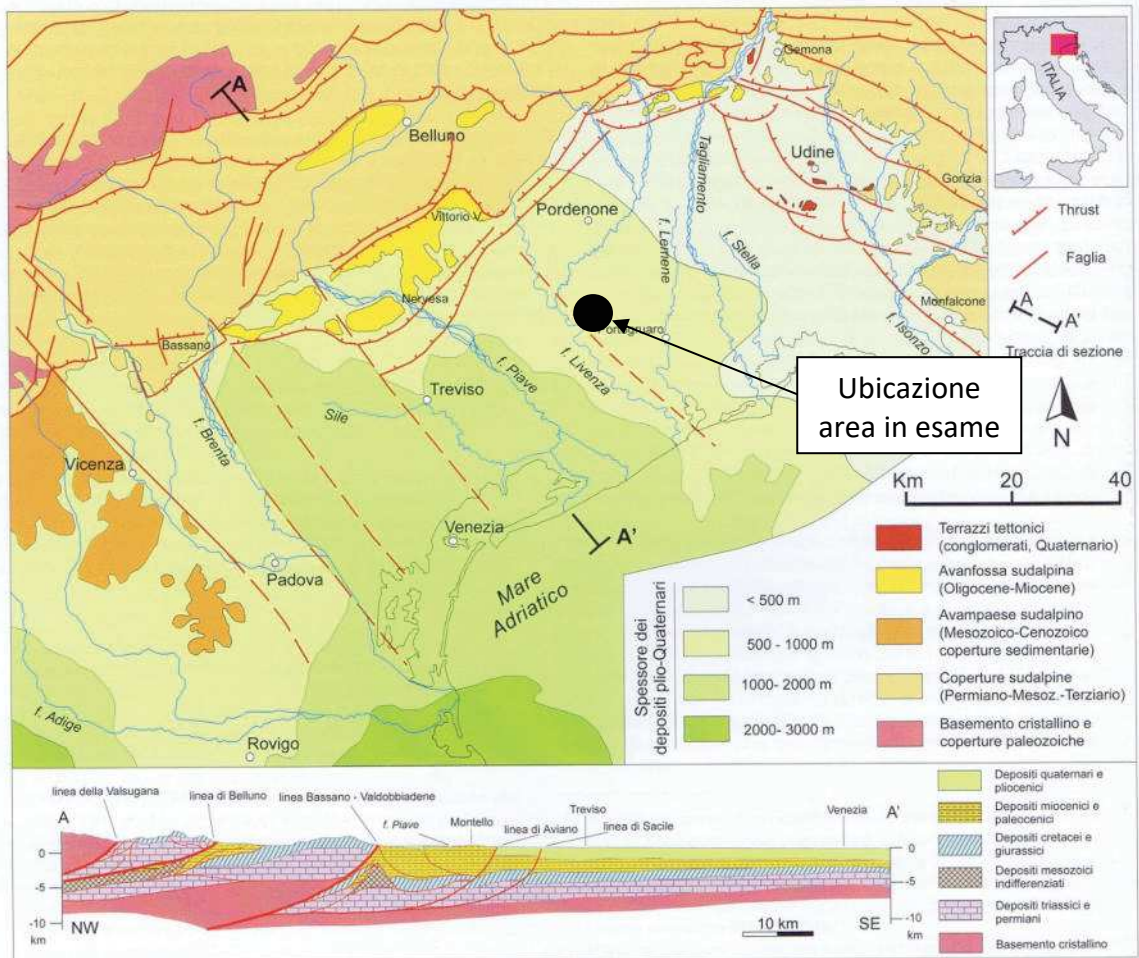 A
Belluno
Gemona
Tagliamento
Udine
Gorizia
Vittorio V.
Pordenone
f. Lemene
f. Stella
Nervesa
Monfalcone
f. Isonzo
Bassano
f. Piave
f. Livenza
Treviso
Sile
f. Brenta
Vicenza
Venezia
A'
Padova
Mare
Adriatico
f. Adige
Rovigo
Ubicazione
area in esame
ITALIA
Thrust
Faglia
A
A'
Traccia di sezione
N
Km
20
40
Spessore dei
depositi plio-Quaternari
< 500 m
500 - 1000 m
1000- 2000 m
2000- 3000 m
Terrazzi tettonici
(conglomerati, Quaternario)
Avanfossa sudalpina
(Oligocene-Miocene)
Avampaese sudalpino
(Mesozoico-Cenozoico
coperture sedimentarie)
Coperture sudalpine
(Permiano-Mesoz.-Terziario)
Basamento cristallino e
coperture paleozoiche
linea della Valsugana
linea di Belluno
linea Bassano - Valdobbiadene
f. Piave
Montello
linea di Aviano
Treviso
linea di Sacile
Venezia
A
A'
0
-5
-10
km
NW
0
-5
-10
km
SE
10 km
Depositi quaternari e
pliocenici
Depositi miocenici e
paleocenici
Depositi cretacei e
giurassici
Depositi mesozoici
indifferenziati
Depositi triassici e
permiani
Basamento cristallino